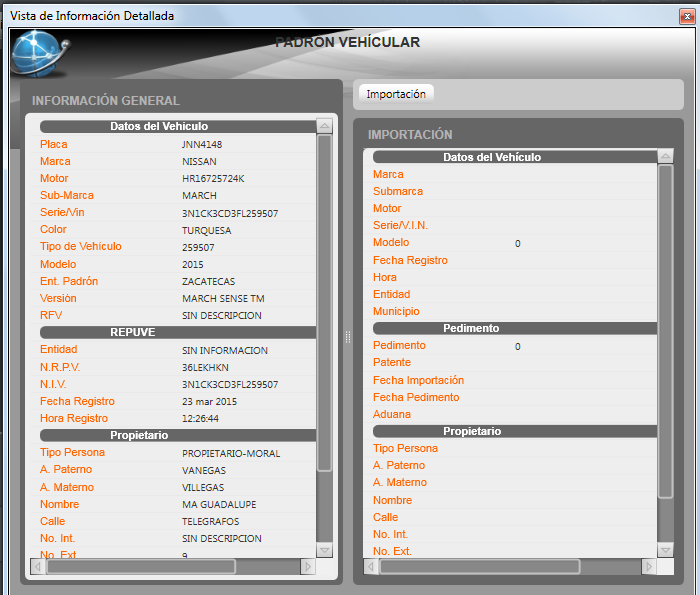 Vista de Información Detallada
PADRÓN VEHÍCULAR
INFORMACIÓN GENERAL
Datos del Vehículo
Placa JNN4148
Marca NISSAN
Motor HR16725724K
Sub-Marca MARCH
Serie/Vin 3N1CK3CD3FL259507
Color TURQUESA
Tipo de Vehículo 259507
Modelo 2015
Ent. Padrón ZACATECAS
Versión MARCH SENSE TM
RFV SIN DESCRIPCION
REPUVE
Entidad SIN INFORMACION
N.R.P.V. 36LEKHKN
N.I.V. 3N1CK3CD3FL259507
Fecha Registro 23 mar 2015
Hora Registro 12:26:44
Propietario
Tipo Persona PROPIETARIO-MORAL
A. Paterno VANEGAS
A. Materno VILLEGAS
Nombre MA GUADALUPE
Calle TELEGRAFOS
No. Int. SIN DESCRIPCION
No. Ext. 9
Importación
IMPORTACIÓN
Datos del Vehículo
Marca
Submarca
Motor
Serie/V.I.N.
Modelo 0
Fecha Registro
Hora
Entidad
Municipio
Pedimento
Pedimento 0
Patente
Fecha Importación
Fecha Pedimento
Aduana
Propietario
Tipo Persona
A. Paterno
A. Materno
Nombre
Calle
No. Int.
No. Ext.